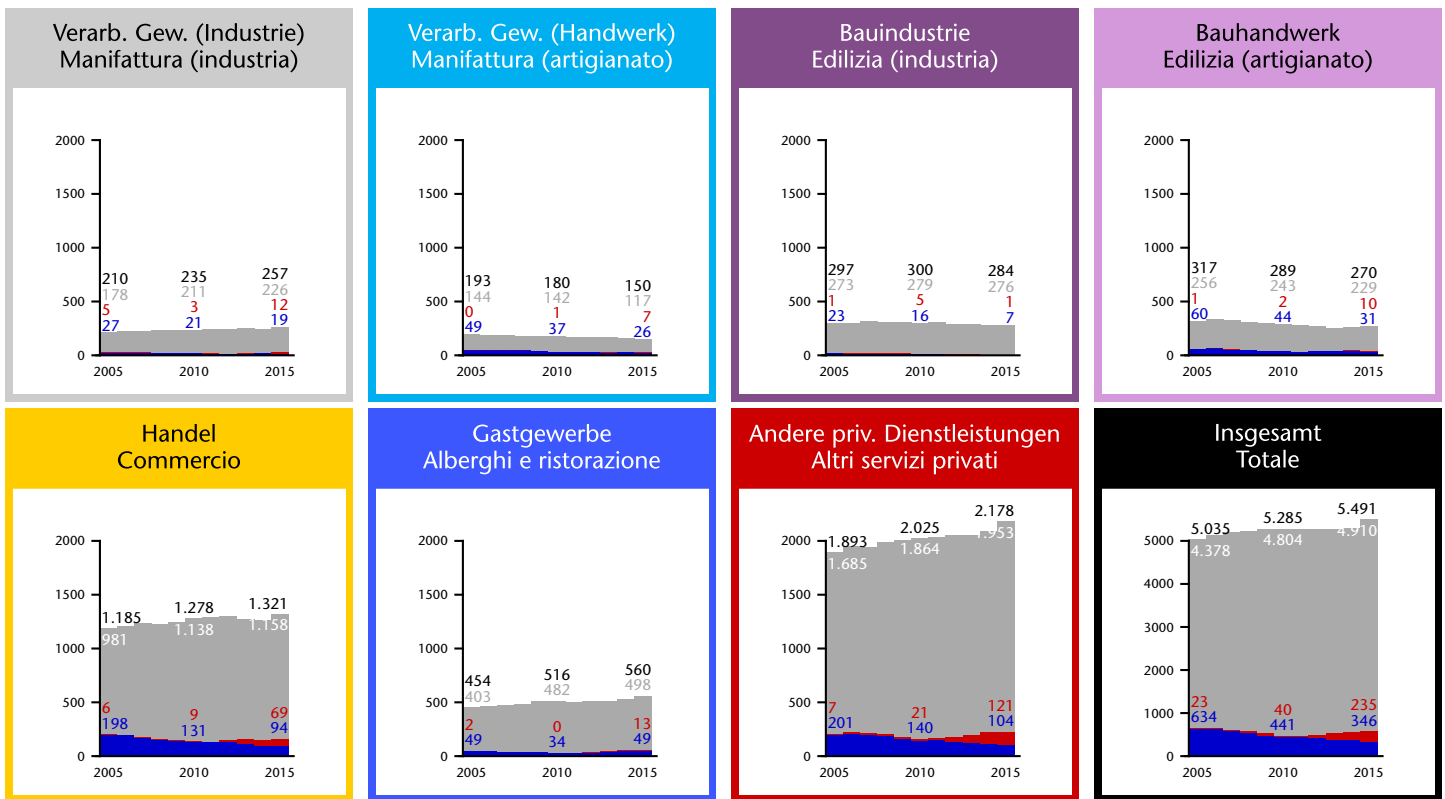 Verarb. Gew. (Industrie)
Manifattura (industria)
2000
1500
1000
500
0
210 235 257
178 211 226
5 3 12
27 21 19
2005 2010 2015
Verarb. Gew. (Handwerk)
Manifattura (artigianato)
2000
1500
1000
500
0
193 180 150
144 142 117
0 1 7
49 37 26
2005 2010 2015
Bauindustrie
Edilizia (industria)
2000
1500
1000
500
0
297 300 284
273 279 276
1 5 1
23 16 7
2005 2010 2015
Bauhandwerk
Edilizia (artigianato)
2000
1500
1000
500
0
317 289 270
256 243 229
1 2 10
60 44 31
2005 2010 2015
Handel
Commercio
2000
1500
1000
500
0
1.185 1.278 1.321
981 1.138 1.158
6 9 69
198 131 94
2005 2010 2015
Gastgewerbe
Alberghi e ristorazione
2000
1500
1000
500
0
454 516 560
403 482 498
2 0 13
49 34 49
2005 2010 2015
Andere priv. Dienstleistungen
Altri servizi privati
2000
1500
1000
500
0
1.893 2.025 2.178
1.685 1.864 1.953
7 21 121
201 140 104
2005 2010 2015
Insgesamt
Totale
5000
4000
5000
2000
1000
0
5.035 5.285 5.491
4.378 4.804 4.910
23 40 235
634 441 346
2005 2010 2015